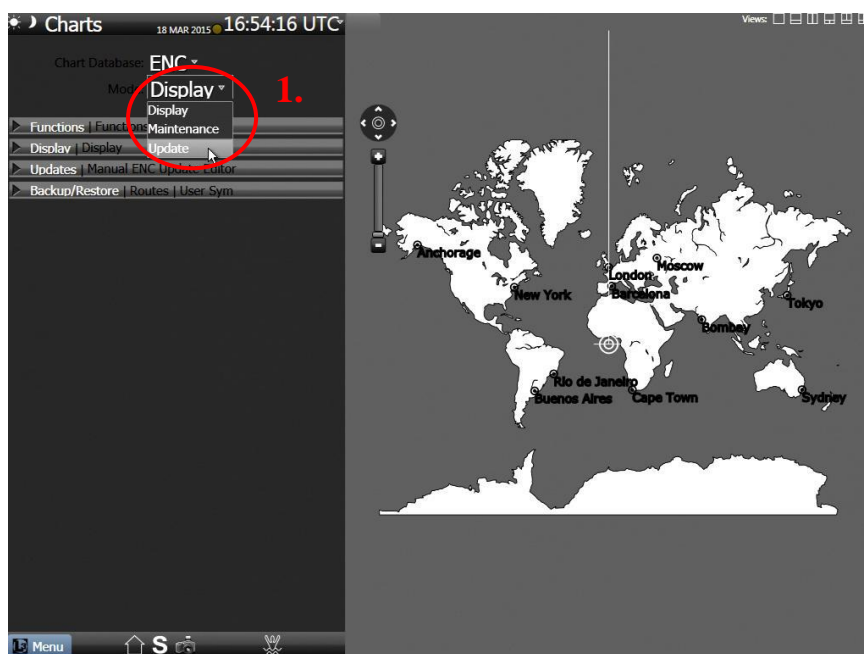 Charts 18 MAR 2015 16:54:16 UTC
Views:
Chart Database: ENC
Mode: Display
1.
Display
Maintenance
Update
Functions | Functions
Display | Display
Updates | Manual ENC Update Editor
Backup/Restore | Routes | User Sym
Anchorage
Moscow
London
New York
Barcelona
Tokyo
Bombay
Rio de Janeiro
Buenos Aires
Cape Town
Sydney
Menu
S